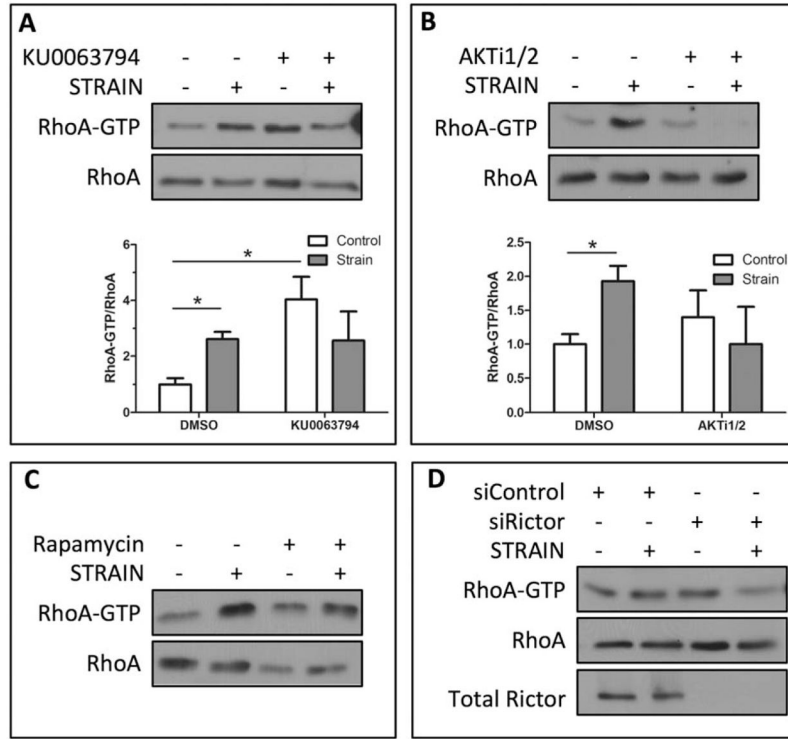 A
KU0063794 - - + +
STRAIN - + - +
RhoA-GTP
RhoA
RhoA-GTP/RhoA
6
4
2
0
Control
Strain
*
*
DMSO KU0063794
B
AKTi1/2 - - + +
STRAIN - + - +
RhoA-GTP
RhoA
RhoA-GTP/RhoA
2.5
2.0
1.5
1.0
0.5
0.0
Control
Strain
*
DMSO AKTi1/2
C
Rapamycin - - + +
STRAIN - + - +
RhoA-GTP
RhoA
D
siControl + + - -
siRictor - - + +
STRAIN - + - +
RhoA-GTP
RhoA
Total Rictor